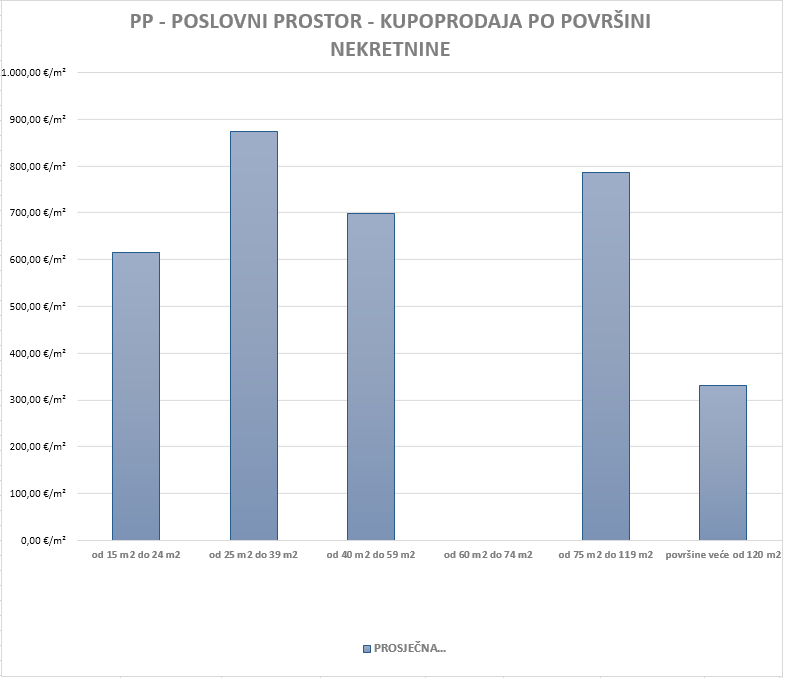 PP - POSLOVNI PROSTOR - KUPOPRODAJA PO POVRŠINI
NEKRETNINE
1.000,00 €/m²
900,00 €/m²
800,00 €/m²
700,00 €/m²
600,00 €/m²
500,00 €/m²
400,00 €/m²
300,00 €/m²
200,00 €/m²
100,00 €/m²
0,00 €/m²
od 15 m2 do 24 m2 od 25 m2 do 39 m2 od 40 m2 do 59 m2 od 60 m2 do 74 m2 od 75 m2 do 119 m2 površine veće od 120 m2
PROSJEČNA...